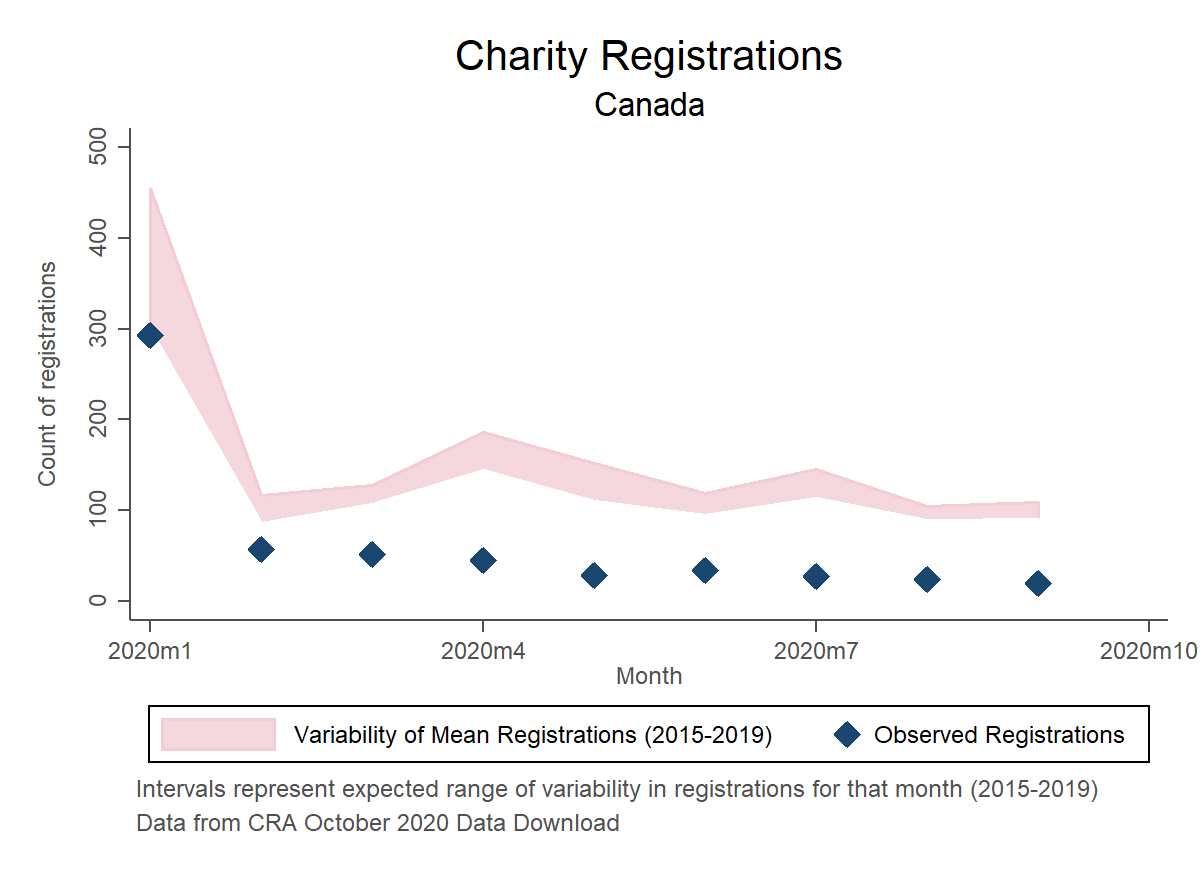 Charity Registrations
Canada
500
400
300
200
100
0
Count of registrations
2020m1
2020m4
2020m7
2020m10
Month
Variability of Mean Registrations (2015-2019)
Observed Registrations
Intervals represent expected range of variability in registrations for that month (2015-2019)
Data from CRA October 2020 Data Download